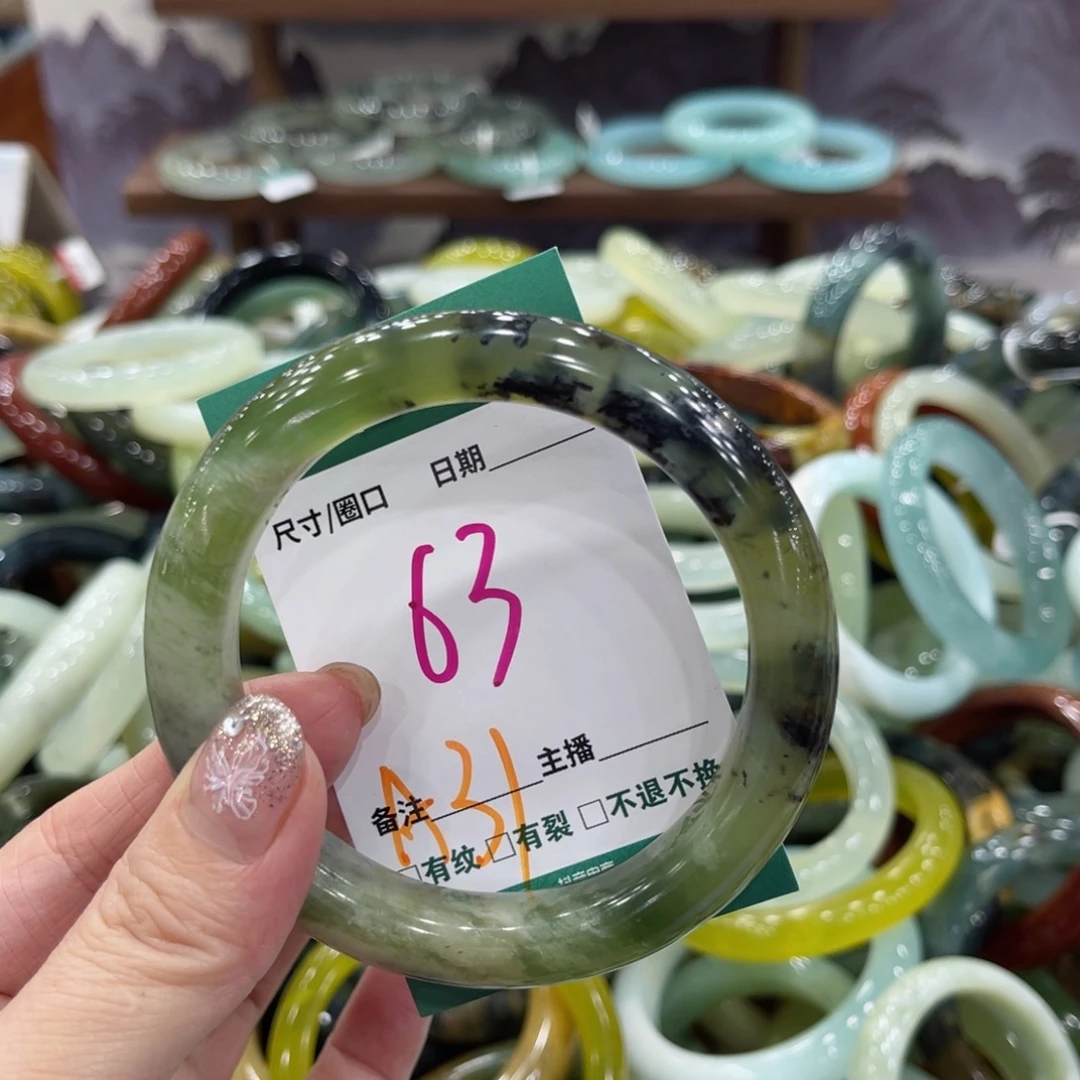 日期
尺寸/圈口
63
主播
备注 A31
□有纹 □有裂 □不退不换